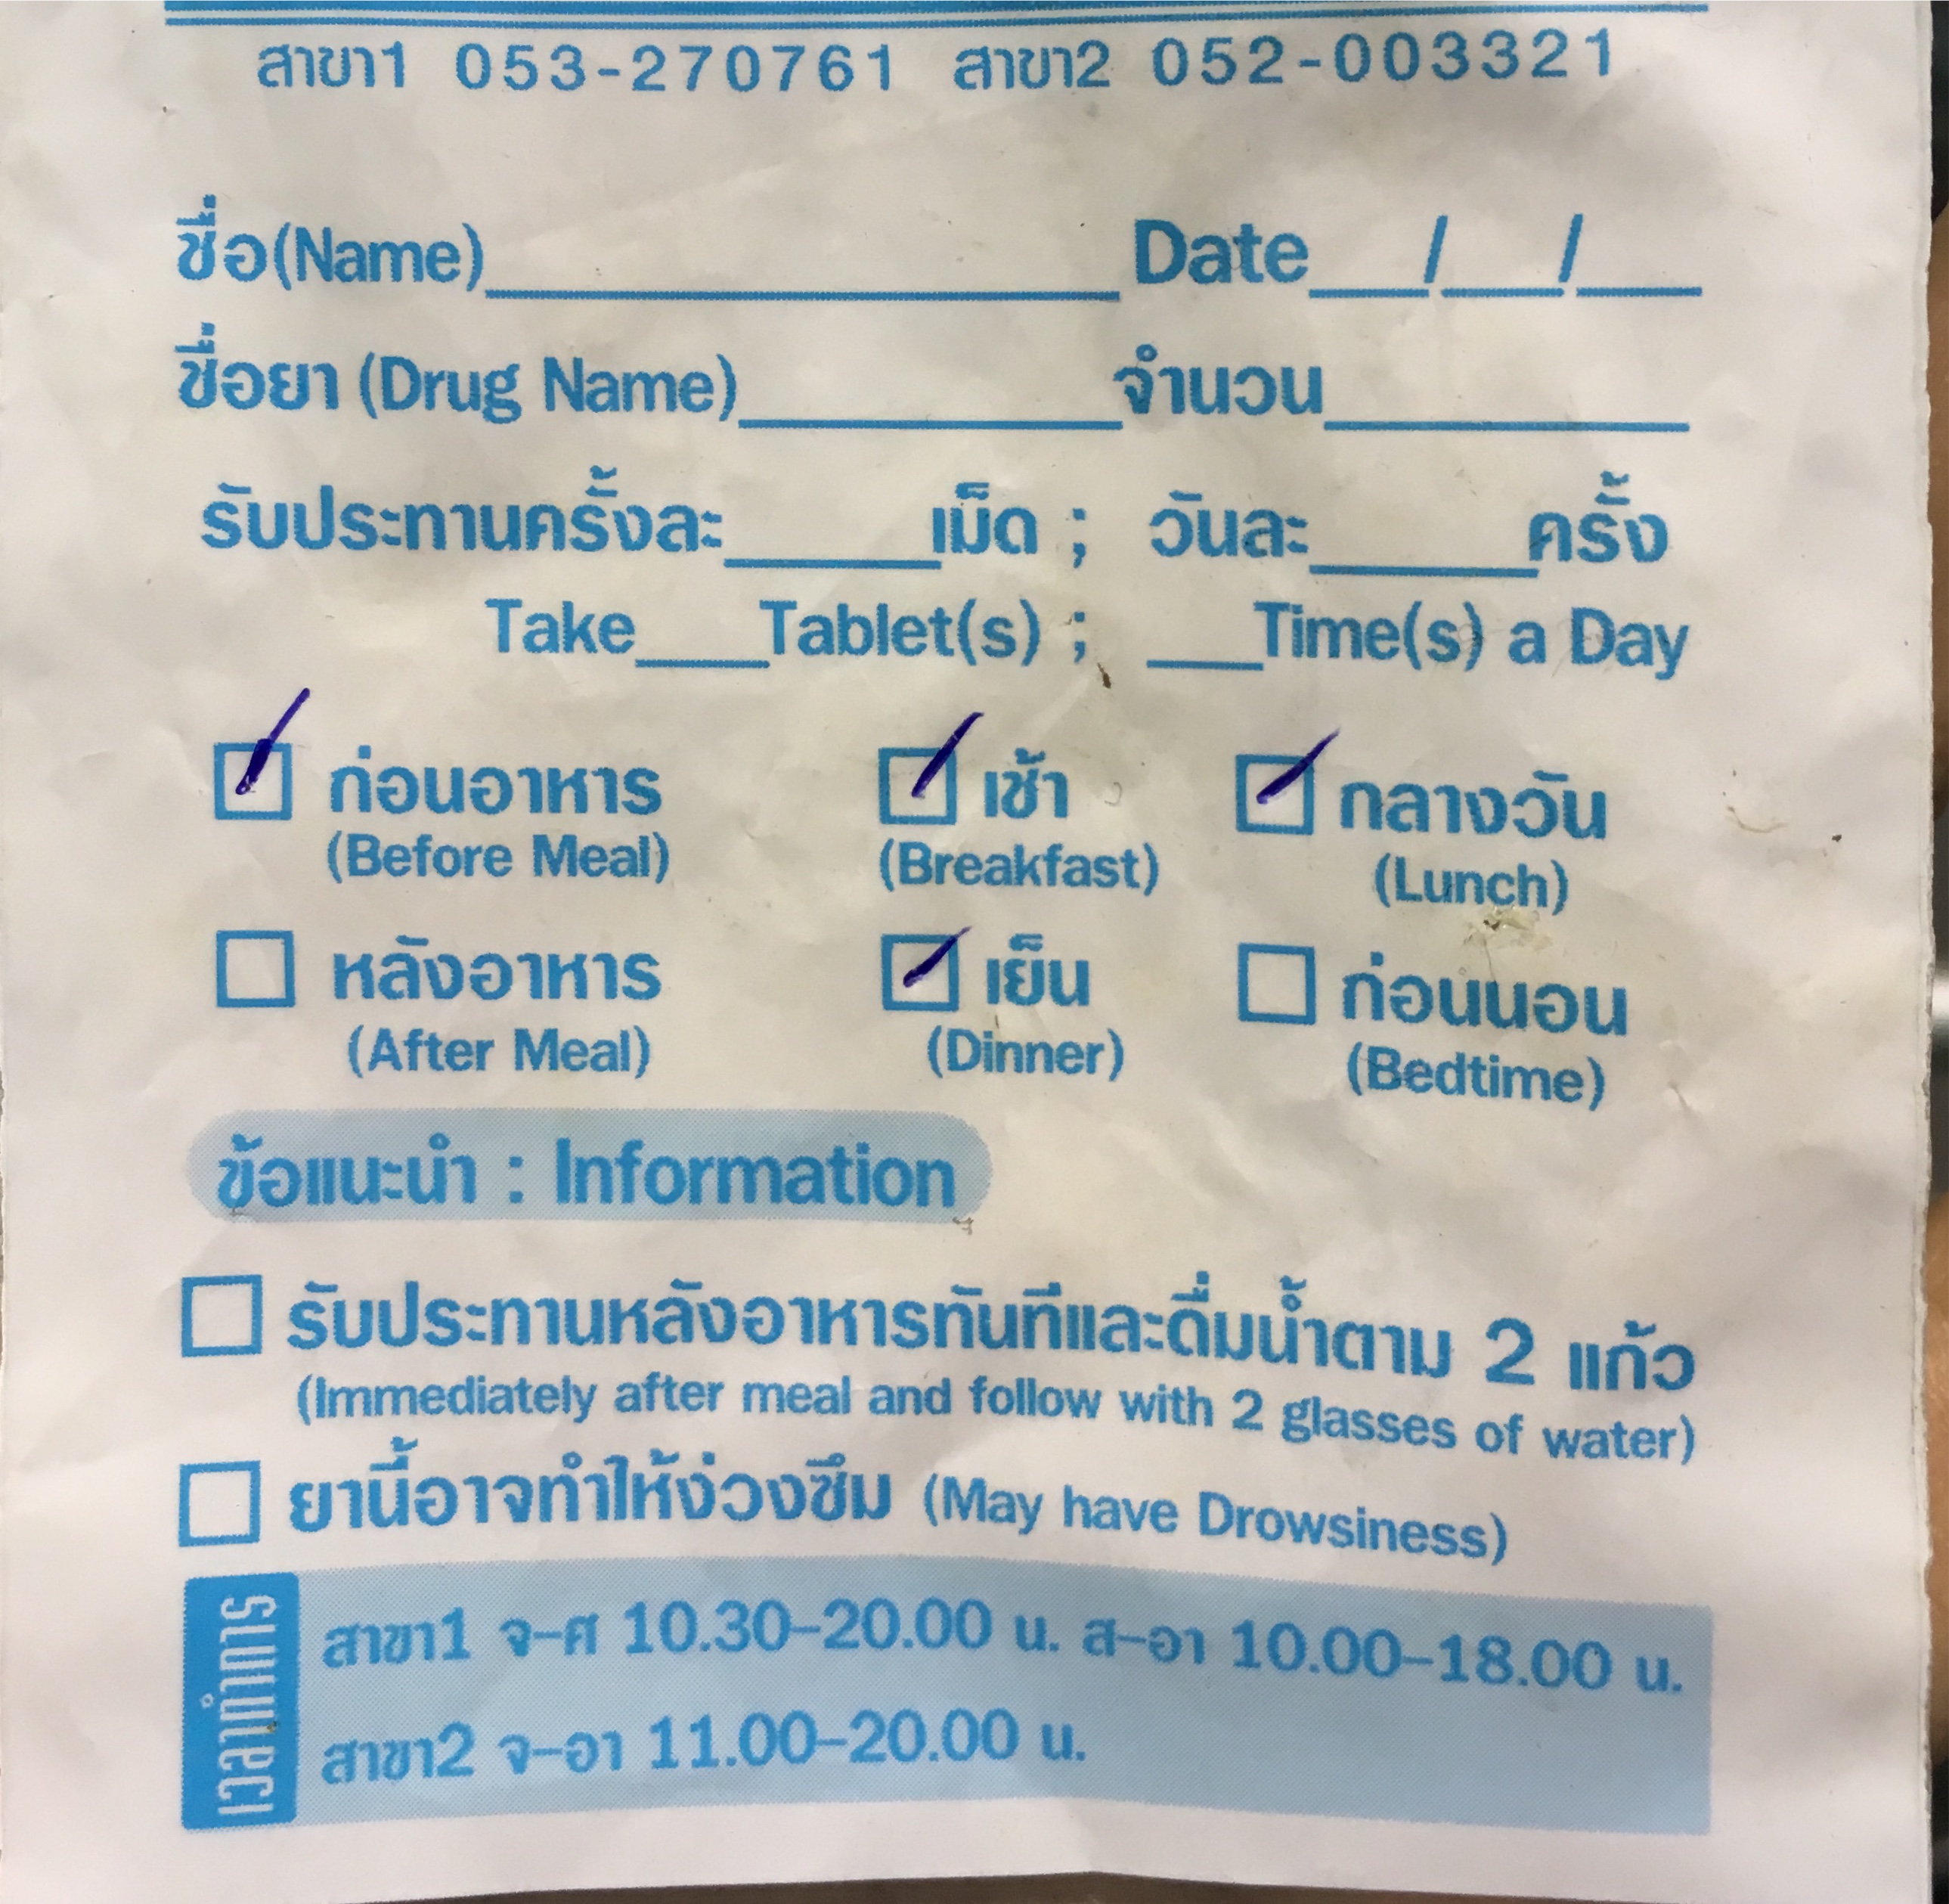 สาขา1 053-270761 สาขา2 052-003321
ชื่อ(Name)____________ Date___/___/___
ชื่อยา (Drug Name)________จำนวน________
รับประทานครั้งละ_____เม็ด ; วันละ_____ครั้ง
Take___Tablet(s) ; ___Time(s) a Day
ก่อนอาหาร เช้า กลางวัน
(Before Meal) (Breakfast) (Lunch)
หลังอาหาร เย็น ก่อนนอน
(After Meal) (Dinner) (Bedtime)
ข้อแนะนำ : Information
รับประทานหลังอาหารทันทีและดื่มน้ำตาม 2 แก้ว
(Immediately after meal and follow with 2 glasses of water)
ยานี้อาจทำให้ง่วงซึม (May have Drowsiness)
เวลาทำการ
สาขา1 จ-ศ 10.30-20.00 น. ส-อา 10.00-18.00 น.
สาขา2 จ-อา 11.00-20.00 น.